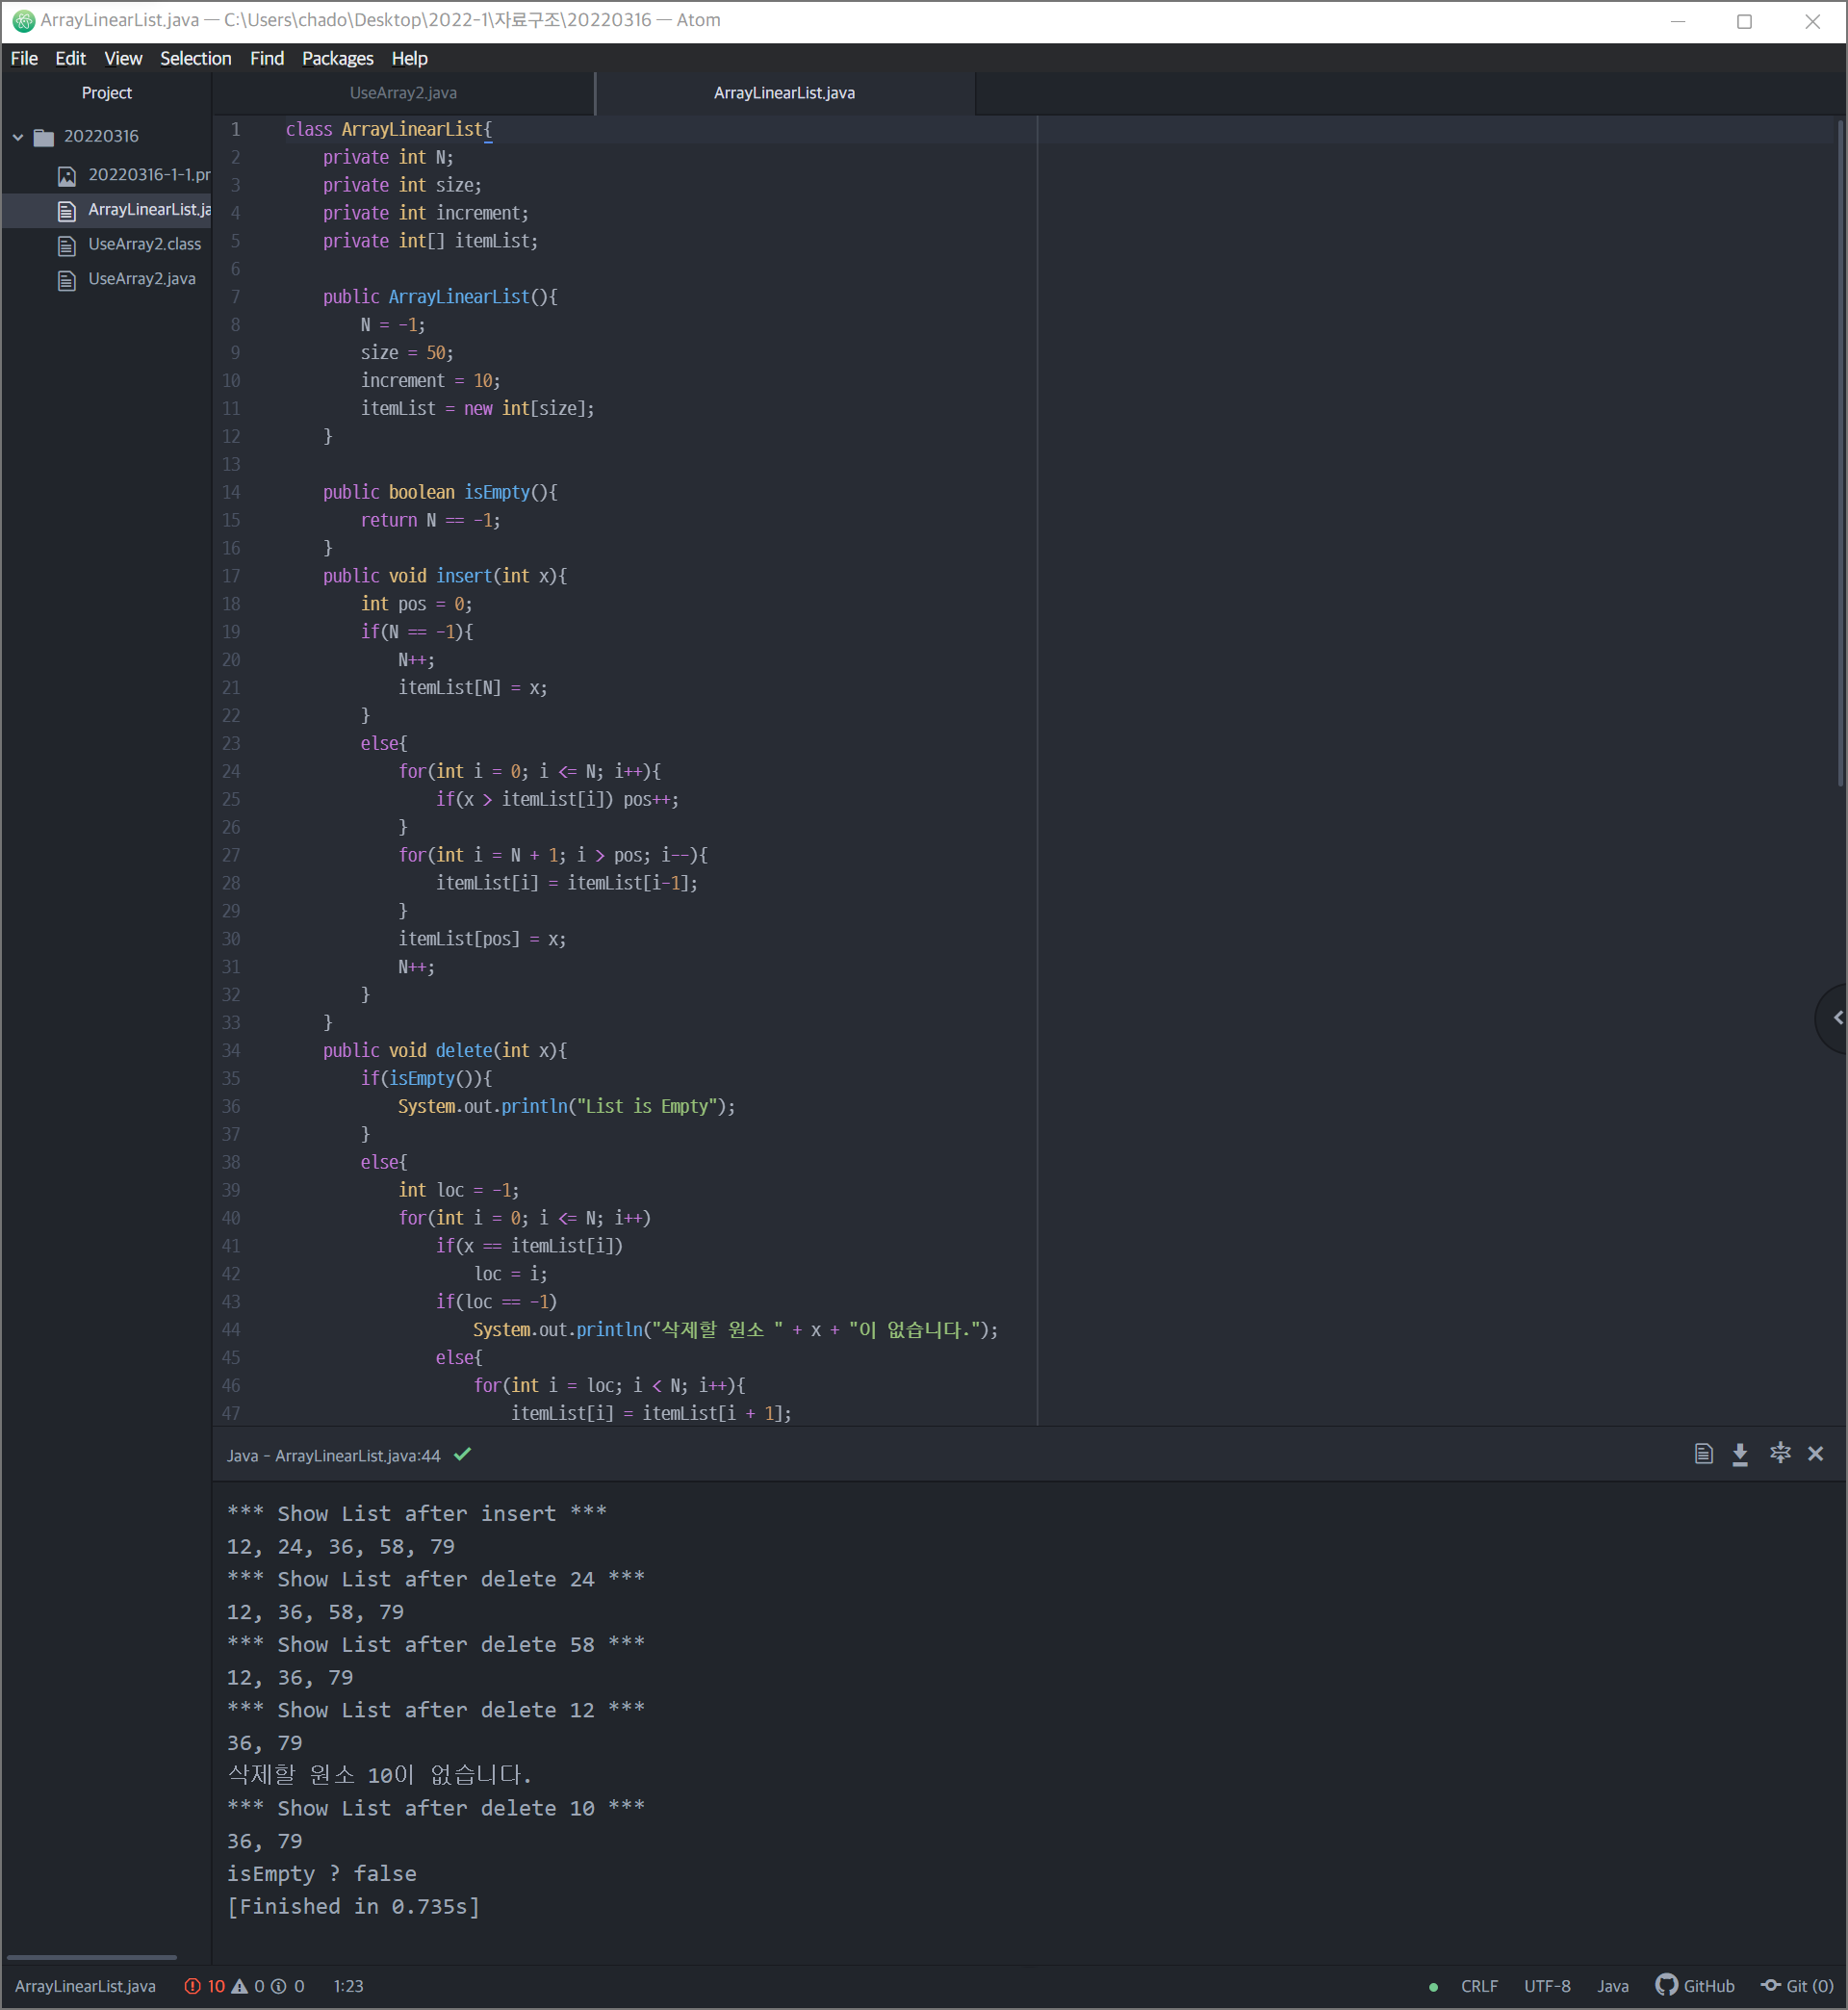 ArrayLinearList.java — C:\Users\chado\Desktop\2022-1\자료구조\20220316 — Atom
File Edit View Selection Find Packages Help
Project
20220316
20220316-1-1.pr
ArrayLinearList.ja
UseArray2.class
UseArray2.java
UseArray2.java ArrayLinearList.java
1 class ArrayLinearList{
2 private int N;
3 private int size;
4 private int increment;
5 private int[] itemList;
6
7 public ArrayLinearList(){
8 N = -1;
9 size = 50;
10 increment = 10;
11 itemList = new int[size];
12 }
13
14 public boolean isEmpty(){
15 return N == -1;
16 }
17 public void insert(int x){
18 int pos = 0;
19 if(N == -1){
20 N++;
21 itemList[N] = x;
22 }
23 else{
24 for(int i = 0; i <= N; i++){
25 if(x > itemList[i]) pos++;
26 }
27 for(int i = N + 1; i > pos; i--){
28 itemList[i] = itemList[i-1];
29 }
30 itemList[pos] = x;
31 N++;
32 }
33 }
34 public void delete(int x){
35 if(isEmpty()){
36 System.out.println("List is Empty");
37 }
38 else{
39 int loc = -1;
40 for(int i = 0; i <= N; i++)
41 if(x == itemList[i])
42 loc = i;
43 if(loc == -1)
44 System.out.println("삭제할 원소 " + x + "이 없습니다.");
45 else{
46 for(int i = loc; i < N; i++){
47 itemList[i] = itemList[i + 1];
Java - ArrayLinearList.java:44
*** Show List after insert ***
12, 24, 36, 58, 79
*** Show List after delete 24 ***
12, 36, 58, 79
*** Show List after delete 58 ***
12, 36, 79
*** Show List after delete 12 ***
36, 79
삭제할 원소 10이 없습니다.
*** Show List after delete 10 ***
36, 79
isEmpty ? false
[Finished in 0.735s]
ArrayLinearList.java 10 0 0 1:23 CRLF UTF-8 Java GitHub Git (0)